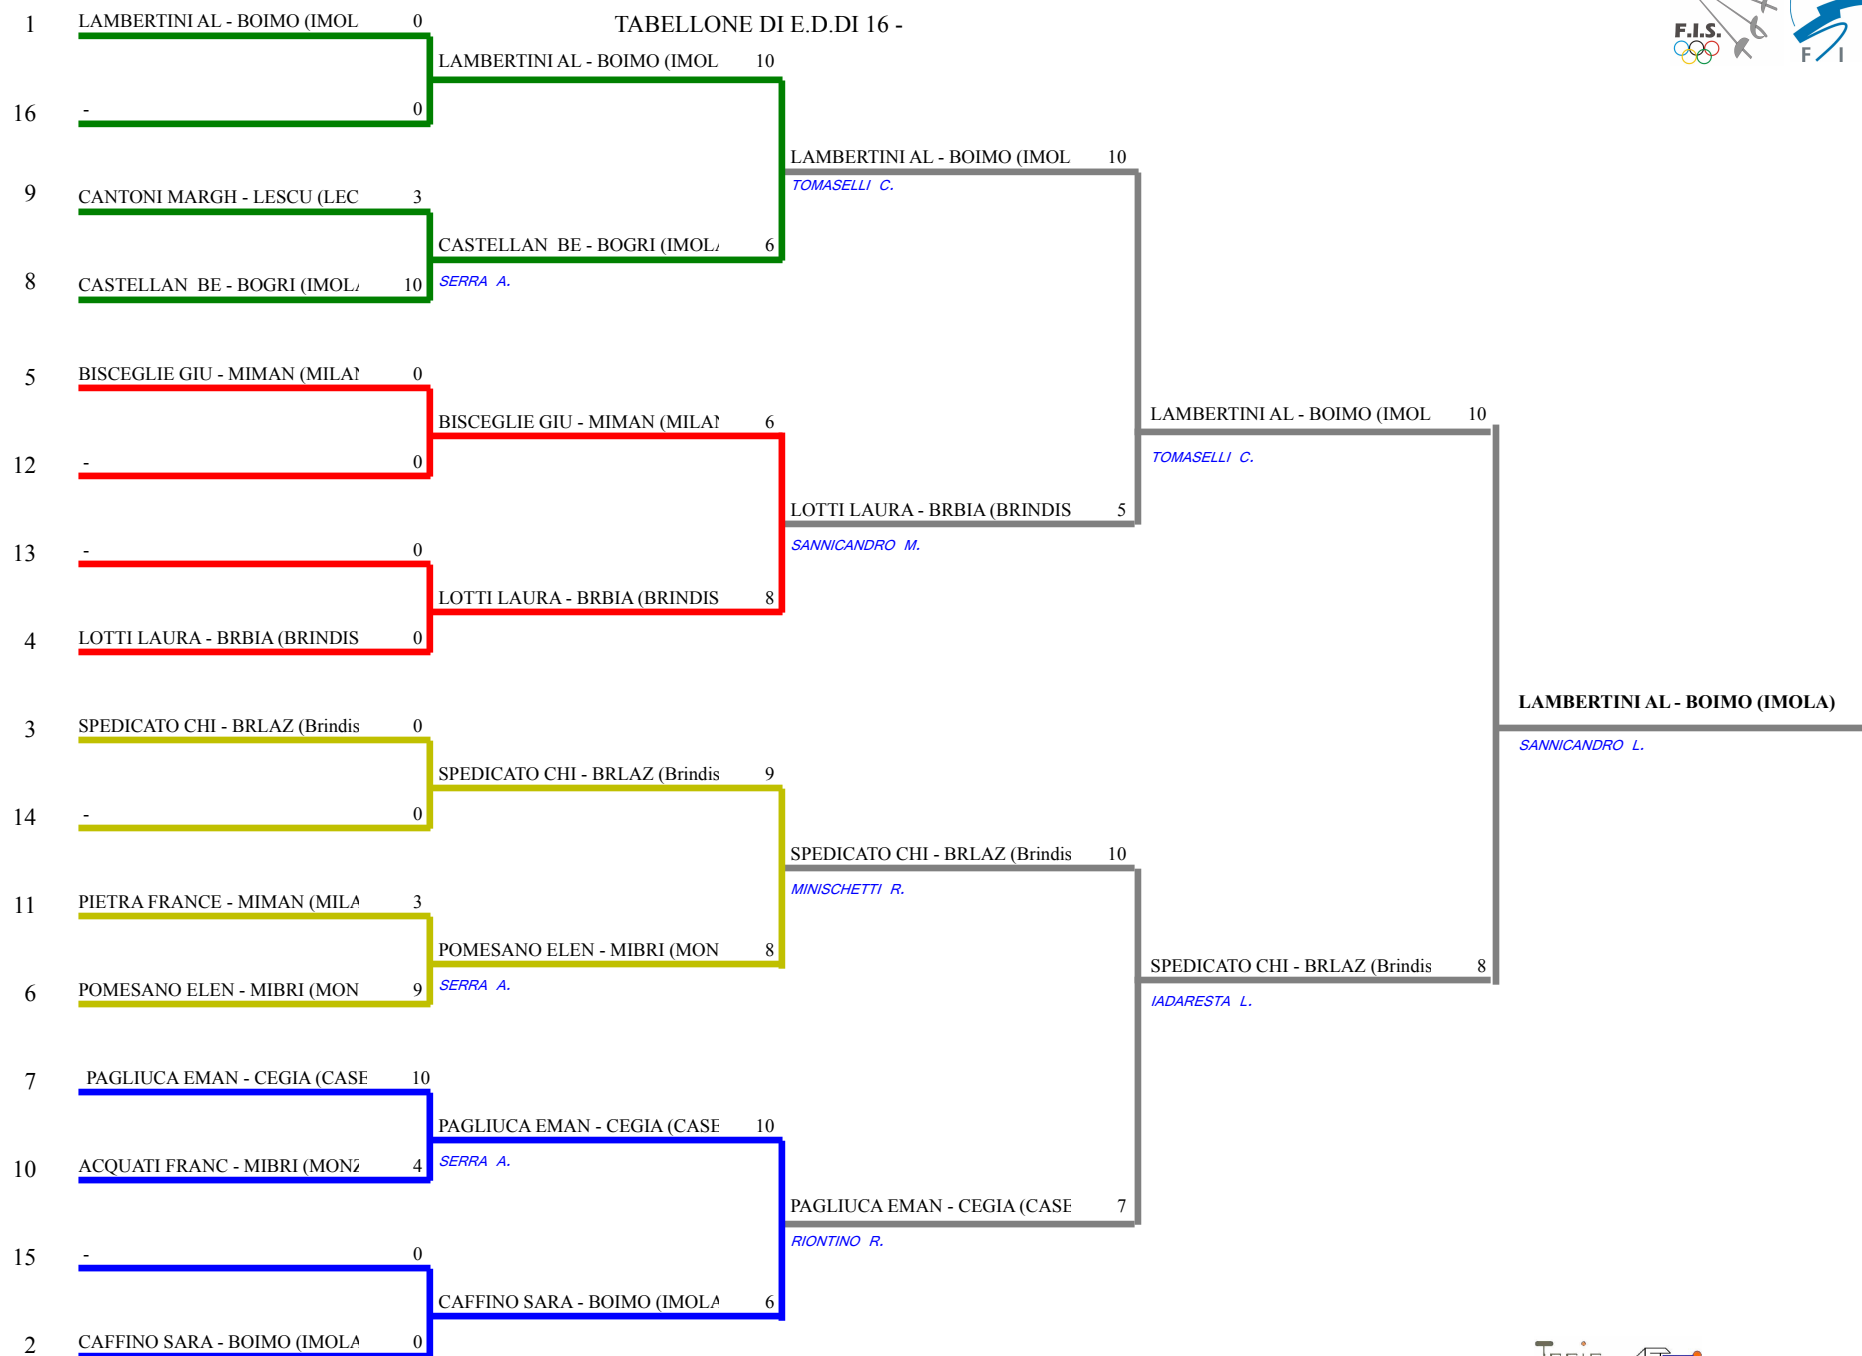 TABELLONE DI E.D.DI 16 -
F.I.S.
F I
1 LAMBERTINI AL - BOIMO (IMOL 0
LAMBERTINI AL - BOIMO (IMOL 10
16 - 0
LAMBERTINI AL - BOIMO (IMOL 10
TOMASELLI C.
9 CANTONI MARGH - LESCU (LEC 3
CASTELLAN BE - BOGRI (IMOLA 6
SERRA A.
8 CASTELLAN BE - BOGRI (IMOLA 10
5 BISCEGLIE GIU - MIMAN (MILAN 0
BISCEGLIE GIU - MIMAN (MILAN 6
LAMBERTINI AL - BOIMO (IMOL 10
TOMASELLI C.
12 - 0
LOTTI LAURA - BRBIA (BRINDIS 5
SANNICANDRO M.
13 - 0
LOTTI LAURA - BRBIA (BRINDIS 8
4 LOTTI LAURA - BRBIA (BRINDIS 0
LAMBERTINI AL - BOIMO (IMOLA)
SANNICANDRO L.
3 SPEDICATO CHI - BRLAZ (Brindis 0
SPEDICATO CHI - BRLAZ (Brindis 9
14 - 0
SPEDICATO CHI - BRLAZ (Brindis 10
MINISCHETTI R.
11 PIETRA FRANCE - MIMAN (MILA 3
POMESANO ELEN - MIBRI (MON 8
SERRA A.
SPEDICATO CHI - BRLAZ (Brindis 8
IADARESTA L.
6 POMESANO ELEN - MIBRI (MON 9
7 PAGLIUCA EMAN - CEGIA (CASE 10
PAGLIUCA EMAN - CEGIA (CASE 10
SERRA A.
10 ACQUATI FRANC - MIBRI (MONZ 4
PAGLIUCA EMAN - CEGIA (CASE 7
RIONTINO R.
15 - 0
CAFFINO SARA - BOIMO (IMOLA 6
2 CAFFINO SARA - BOIMO (IMOLA 0